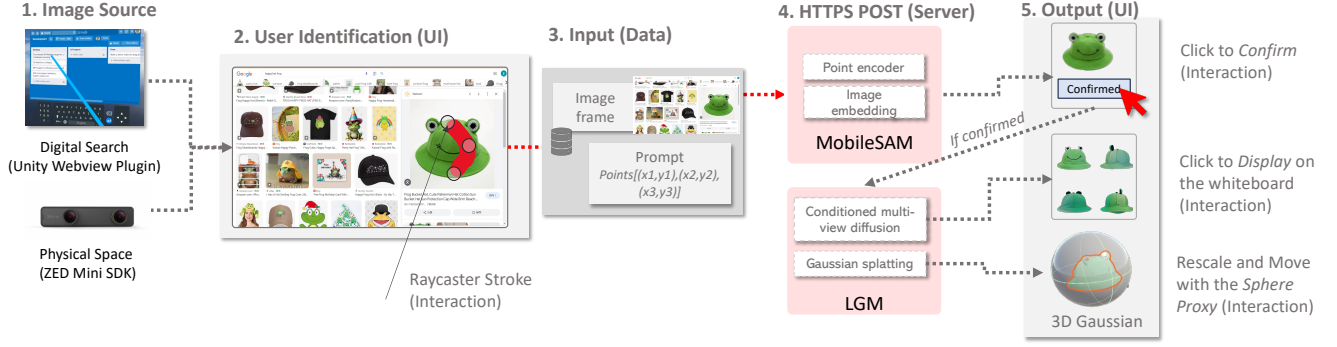 1. Image Source
Digital Search
(Unity Webview Plugin)
Physical Space
(ZED Mini SDK)
2. User Identification (UI)
Google
Raycaster Stroke
(Interaction)
3. Input (Data)
Image
frame
Prompt
Points[(x1,y1),(x2,y2),
(x3,y3)]
4. HTTPS POST (Server)
Point encoder
Image
embedding
MobileSAM
If confirmed
Conditioned multi-
view diffusion
Gaussian splatting
LGM
5. Output (UI)
Confirmed
3D Gaussian
Click to Confirm
(Interaction)
Click to Display on
the whiteboard
(Interaction)
Rescale and Move
with the Sphere
Proxy (Interaction)